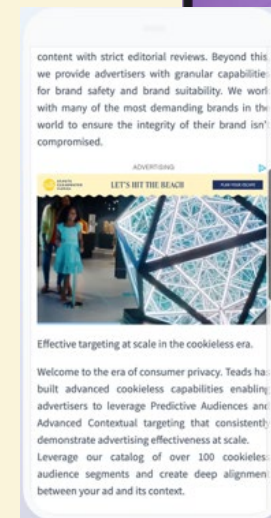 content with strict editorial reviews. Beyond this
we provide advertisers with granular capabilitie
for brand safety and brand suitability. We work
with many of the most demanding brands in the
world to ensure the integrity of their brand isn'
compromised.
ADVERTISING
LET'S HIT THE BEACH
Effective targeting at scale in the cookieless era.
Welcome to the era of consumer privacy. Teads ha
built advanced cookieless capabilities enabling
advertisers to leverage Predictive Audiences and
Advanced Contextual targeting that consistently
demonstrate advertising effectiveness at scale.
Leverage our catalog of over 100 cookieles
audience segments and create deep alignmen
between your ad and its context.